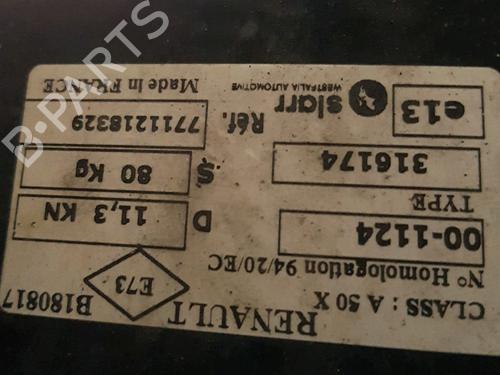 RENAULT B180817
CLASS : A 50 X E73
N° Homologation 94/20/EC
00-1124 D 11,3 KN
TYPE
316174 S 80 Kg
Réf. 7711218329
e13 siarr Made in FRANCE
WESTFALIA AUTOMOTIVE
B-PARTS